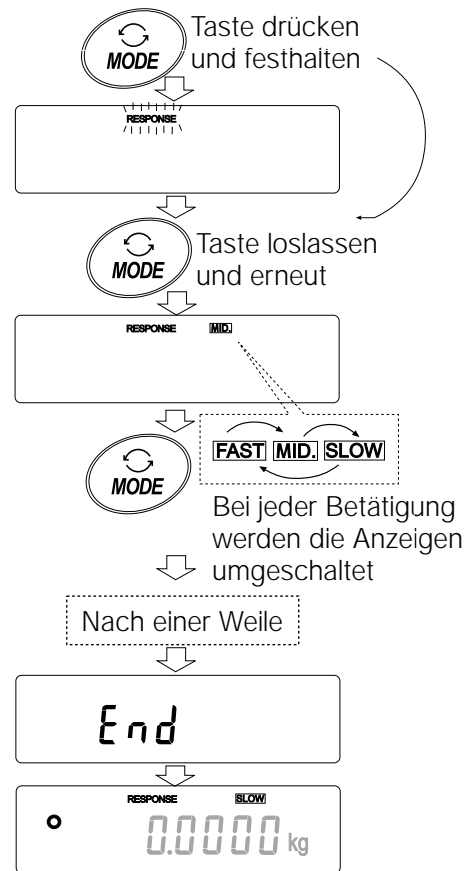 Taste drücken
MODE
und festhalten
RESPONSE
Taste loslassen
MODE
und erneut
RESPONSE MID.
FAST MID. SLOW
MODE
Bei jeder Betätigung
werden die Anzeigen
umgeschaltet
Nach einer Weile
End
RESPONSE SLOW
0.0000 kg